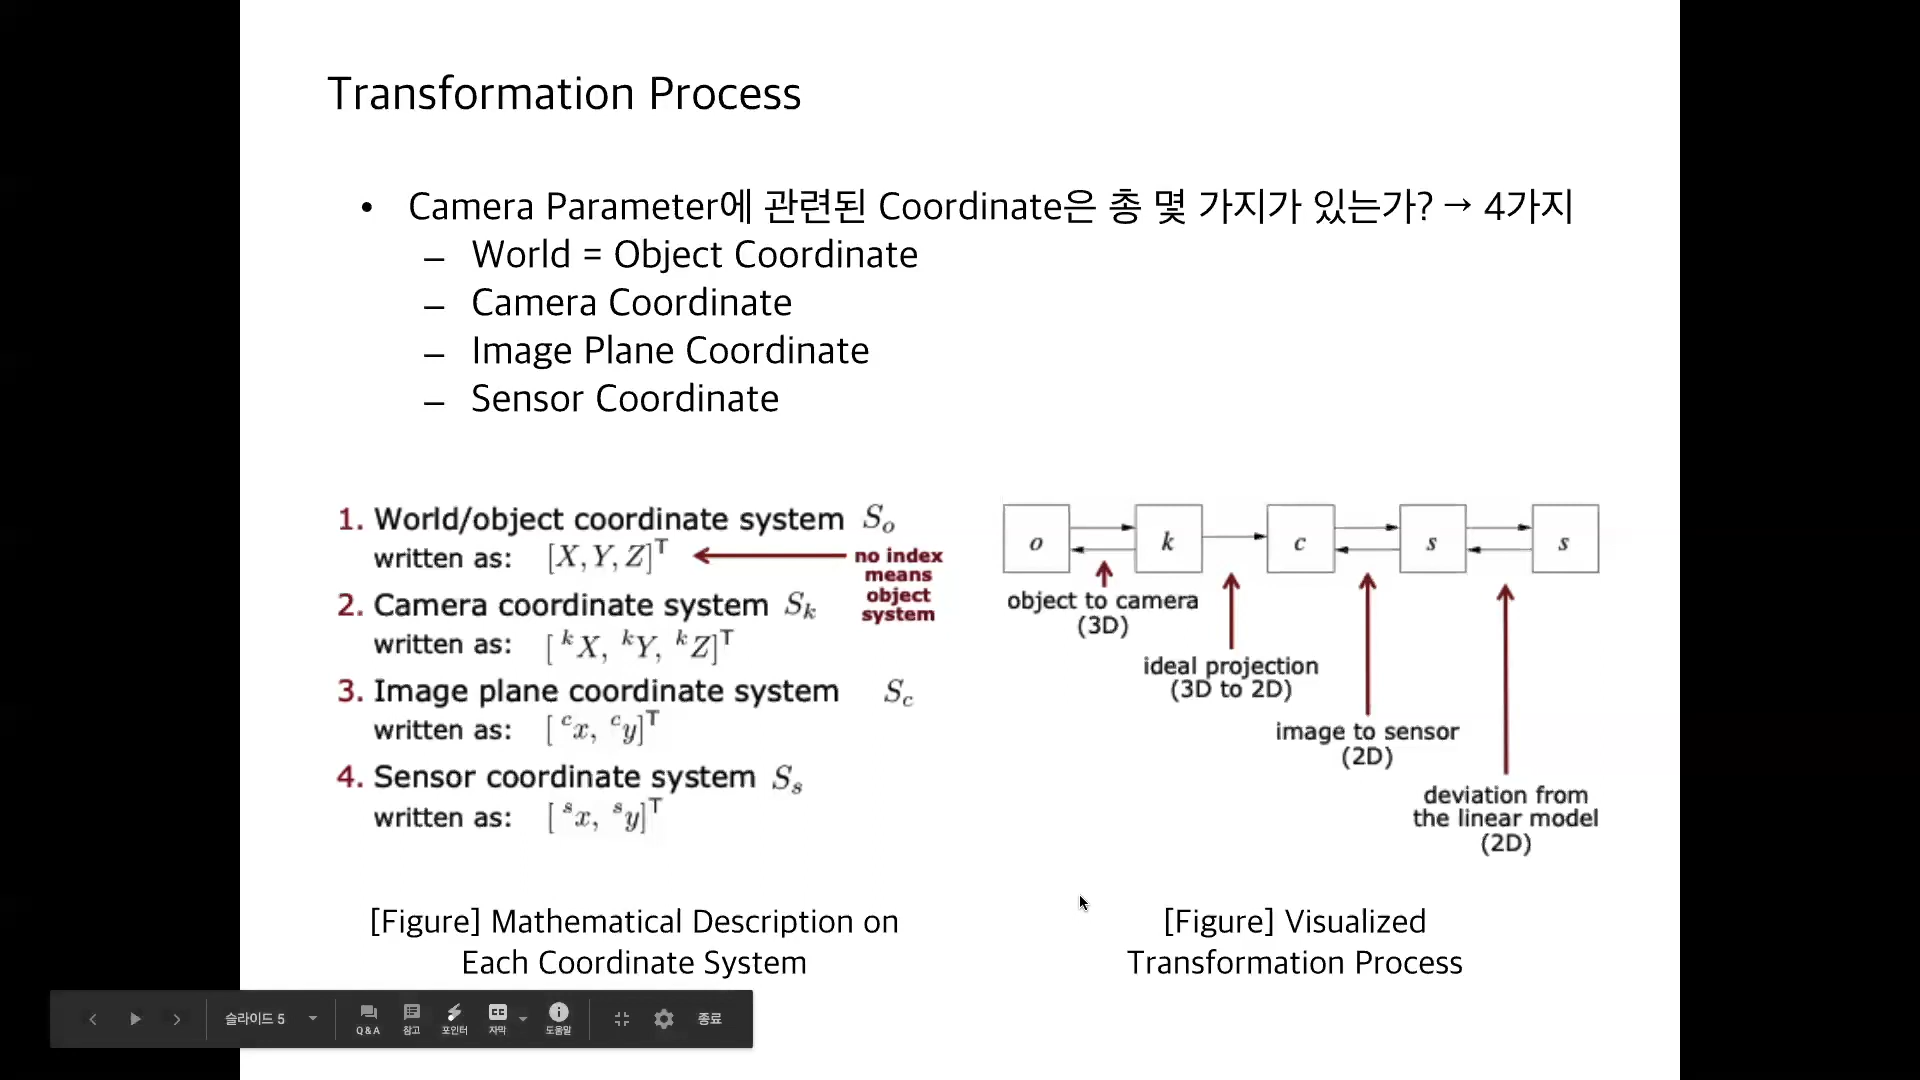 Transformation Process
• Camera Parameter에 관련된 Coordinate은 총 몇 가지가 있는가? → 4가지
– World = Object Coordinate
– Camera Coordinate
– Image Plane Coordinate
– Sensor Coordinate
1. World/object coordinate system S_o
written as: [X, Y, Z]^T
no index
means
object
system
2. Camera coordinate system S_k
written as: [^kX, ^kY, ^kZ]^T
3. Image plane coordinate system S_c
written as: [^cx, ^cy]^T
4. Sensor coordinate system S_s
written as: [^sx, ^sy]^T
[Figure] Mathematical Description on
Each Coordinate System
o k c s s
object to camera
(3D)
ideal projection
(3D to 2D)
image to sensor
(2D)
deviation from
the linear model
(2D)
[Figure] Visualized
Transformation Process
슬라이드 5
Q&A 참고 포인터 자막 도움말 종료